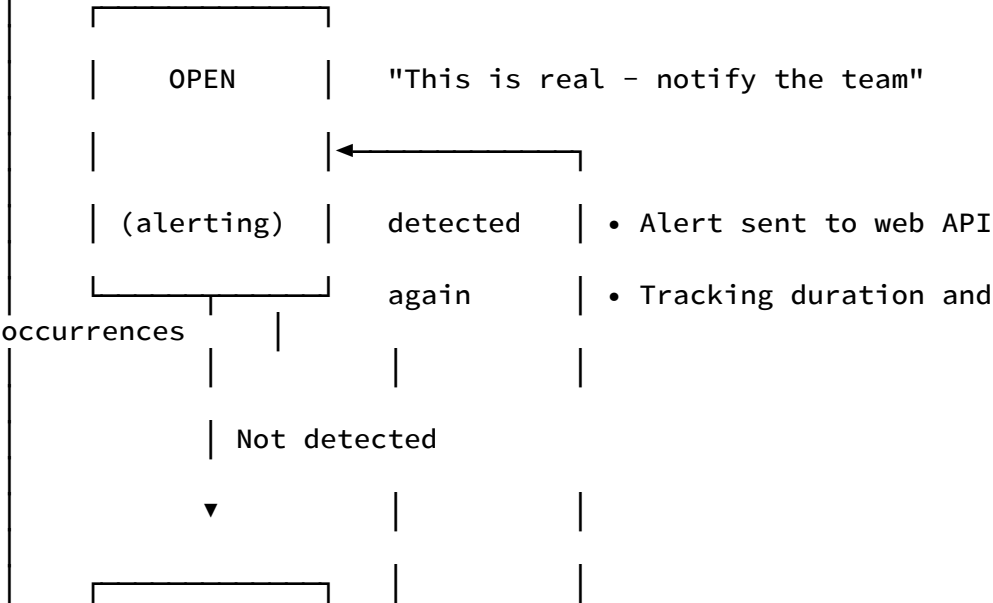 OPEN "This is real - notify the team"
(alerting) detected • Alert sent to web API
again • Tracking duration and
occurrences
Not detected